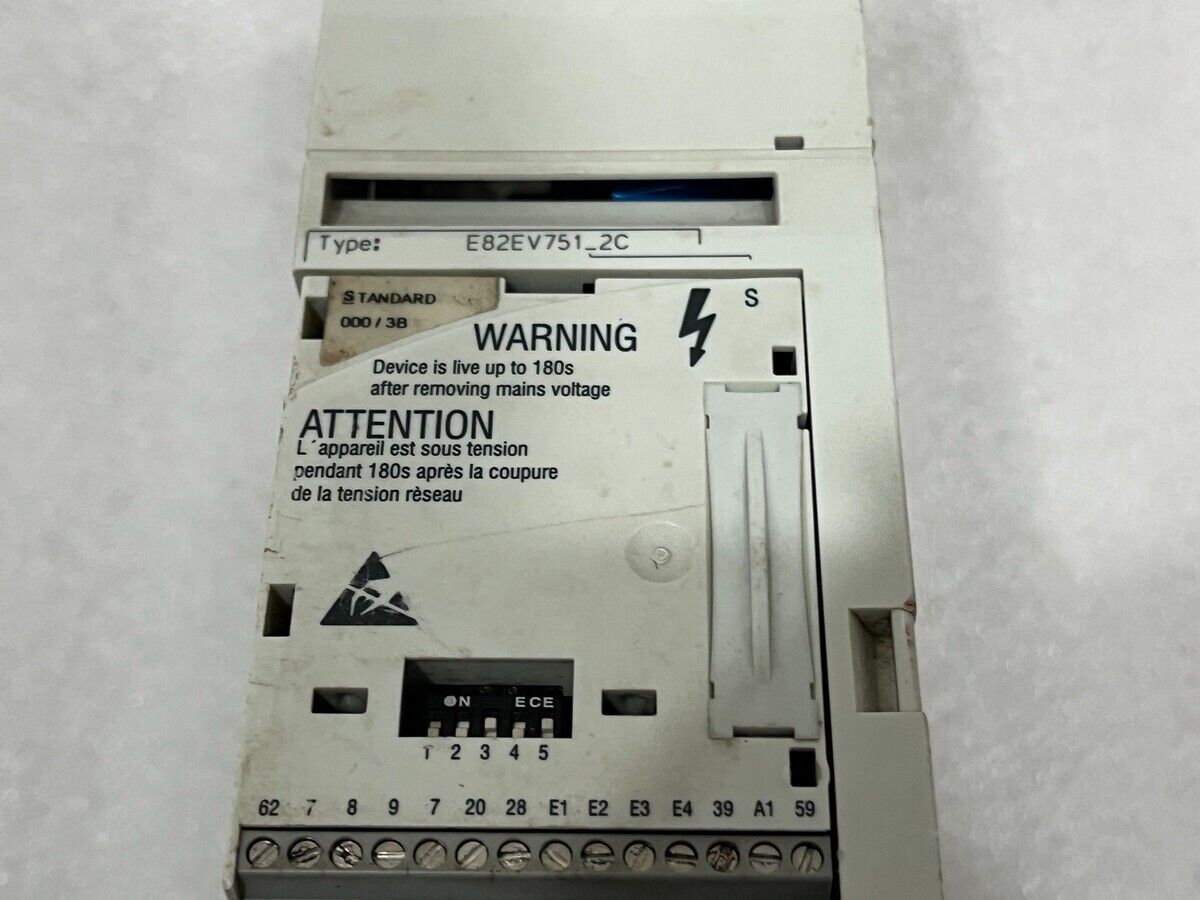 Type: E82EV751_2C
STANDARD
000 / 3B
S
WARNING
Device is live up to 180s
after removing mains voltage
ATTENTION
L´appareil est sous tension
pendant 180s après la coupure
de la tension rèseau
ON ECE
1 2 3 4 5
62 7 8 9 7 20 28 E1 E2 E3 E4 39 A1 59